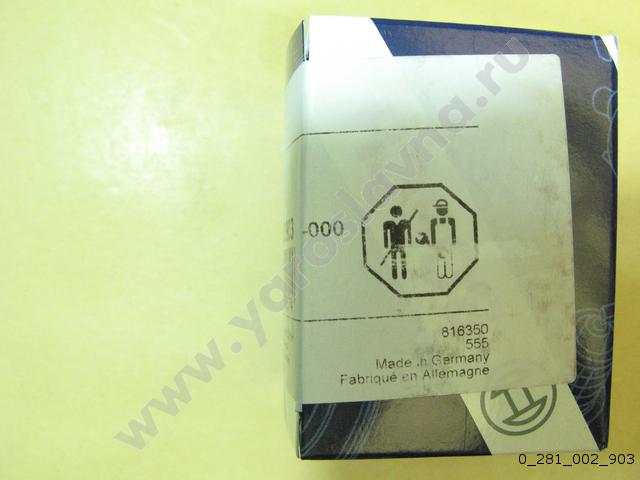 -000
816350
555
Made in Germany
Fabriqué en Allemagne
www.yaroslavna.ru
0_281_002_903